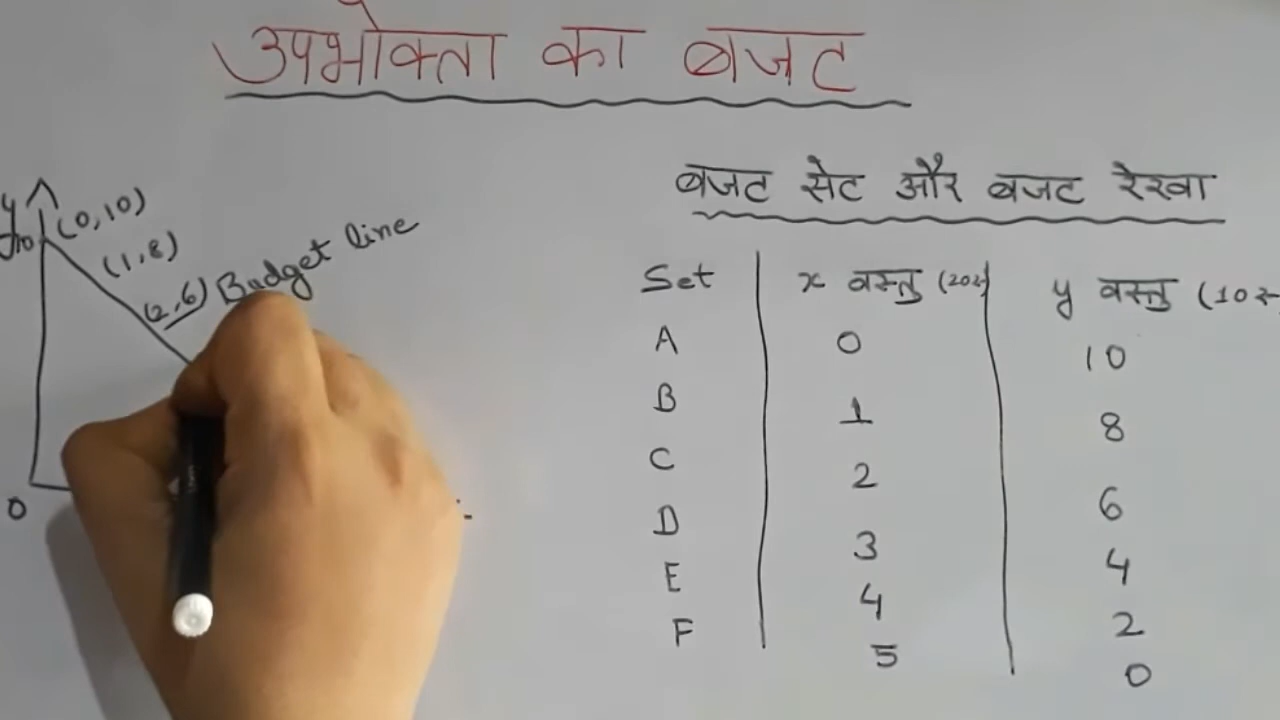 उपभोक्ता का बजट
बजट सेट और बजट रेखा
y
(0,10)
10
(1,8)
(2,6) Budget line
0
Set x वस्तु y वस्तु
A 0 10
B 1 8
C 2 6
D 3 4
E 4 2
F 5 0